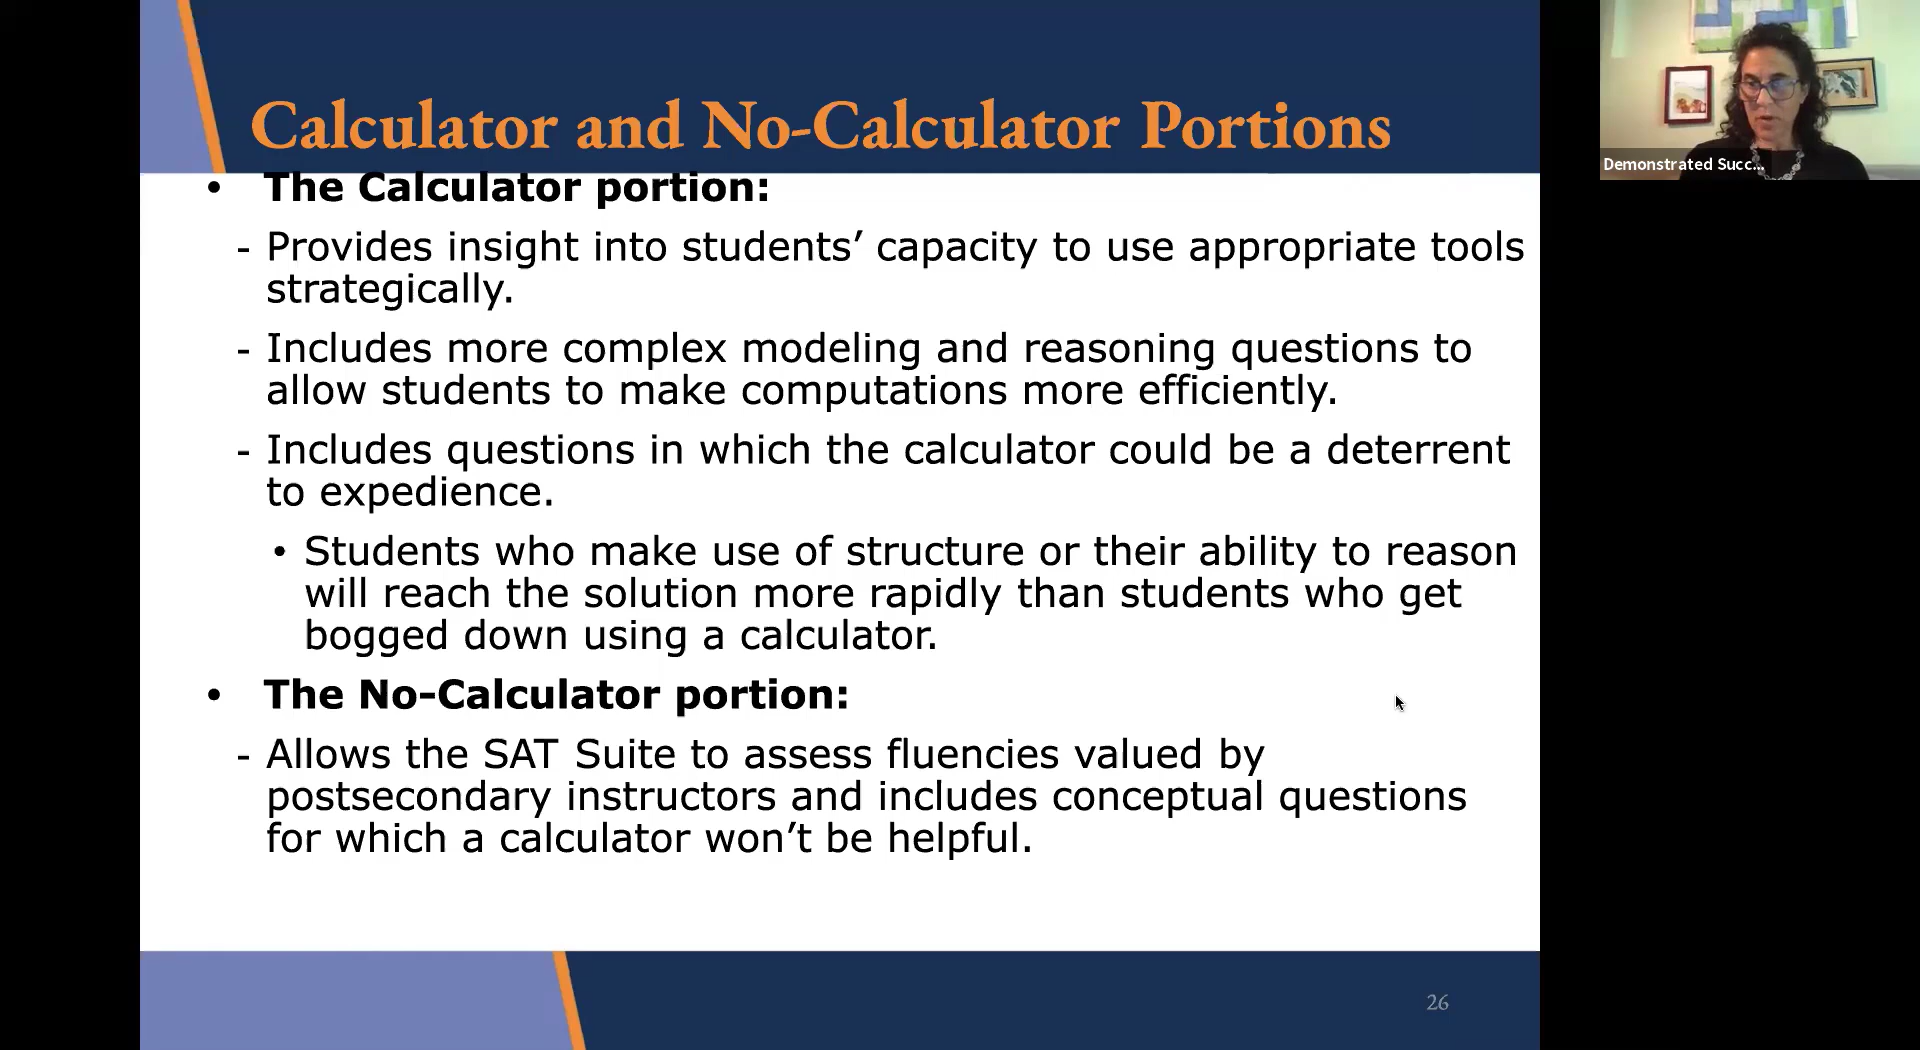 Calculator and No-Calculator Portions
• The Calculator portion:
- Provides insight into students’ capacity to use appropriate tools
strategically.
- Includes more complex modeling and reasoning questions to
allow students to make computations more efficiently.
- Includes questions in which the calculator could be a deterrent
to expedience.
• Students who make use of structure or their ability to reason
will reach the solution more rapidly than students who get
bogged down using a calculator.
• The No-Calculator portion:
- Allows the SAT Suite to assess fluencies valued by
postsecondary instructors and includes conceptual questions
for which a calculator won’t be helpful.
26
Demonstrated Succ...